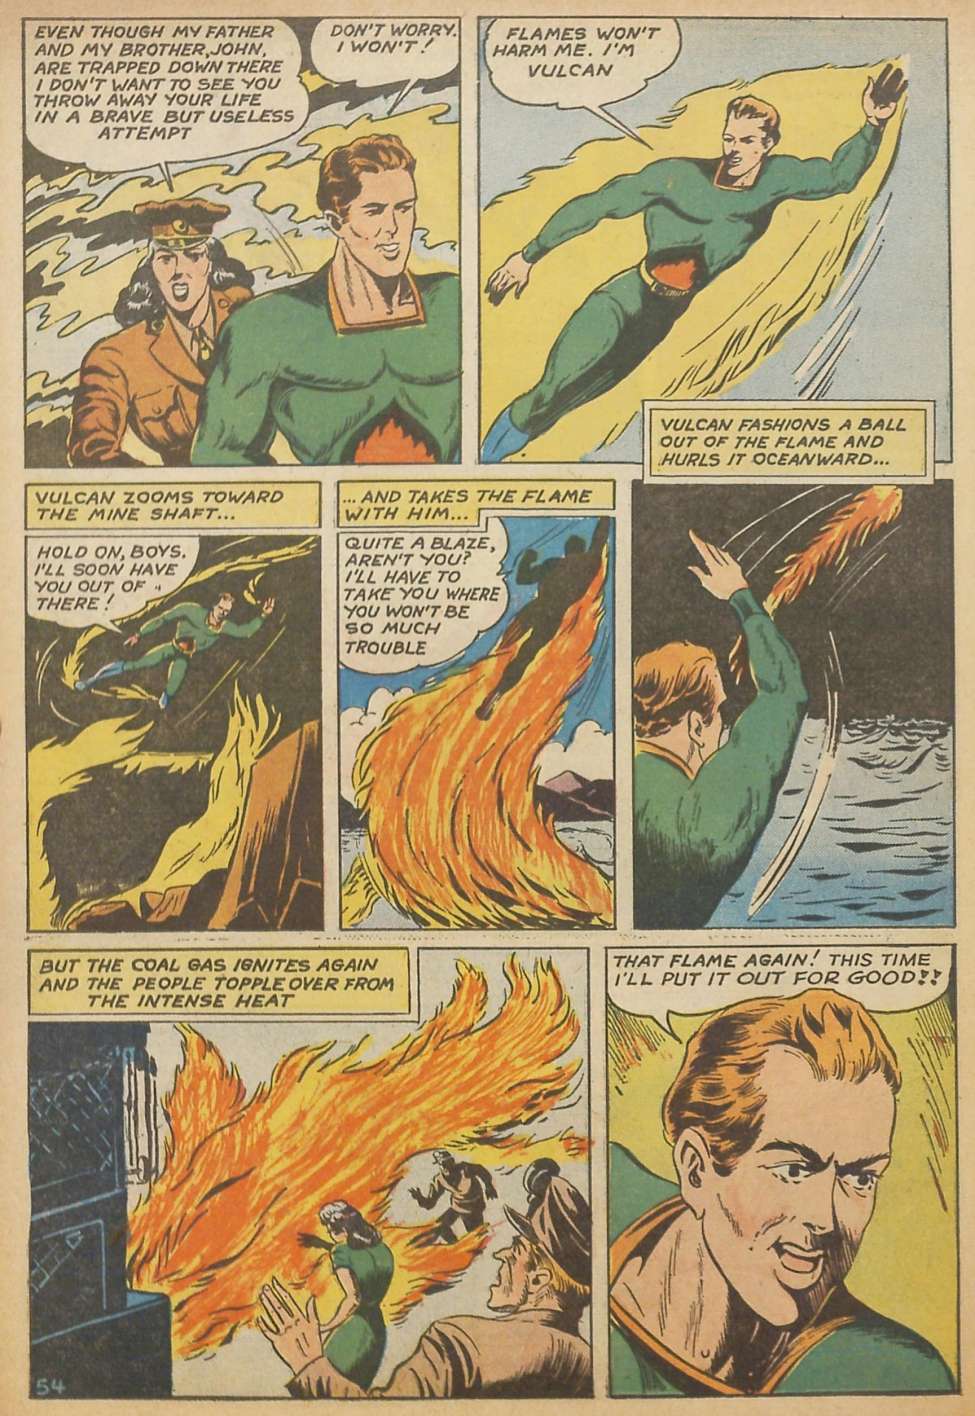 EVEN THOUGH MY FATHER
AND MY BROTHER, JOHN,
ARE TRAPPED DOWN THERE
I DON'T WANT TO SEE YOU
THROW AWAY YOUR LIFE
IN A BRAVE BUT USELESS
ATTEMPT
DON'T WORRY.
I WON'T!
FLAMES WON'T
HARM ME. I'M
VULCAN
VULCAN ZOOMS TOWARD
THE MINE SHAFT...
HOLD ON, BOYS.
I'LL SOON HAVE
YOU OUT OF
THERE!
...AND TAKES THE FLAME
WITH HIM...
QUITE A BLAZE,
AREN'T YOU?
I'LL HAVE TO
TAKE YOU WHERE
YOU WON'T BE
SO MUCH
TROUBLE
VULCAN FASHIONS A BALL
OUT OF THE FLAME AND
HURLS IT OCEANWARD...
BUT THE COAL GAS IGNITES AGAIN
AND THE PEOPLE TOPPLE OVER FROM
THE INTENSE HEAT
THAT FLAME AGAIN! THIS TIME
I'LL PUT IT OUT FOR GOOD!!
54